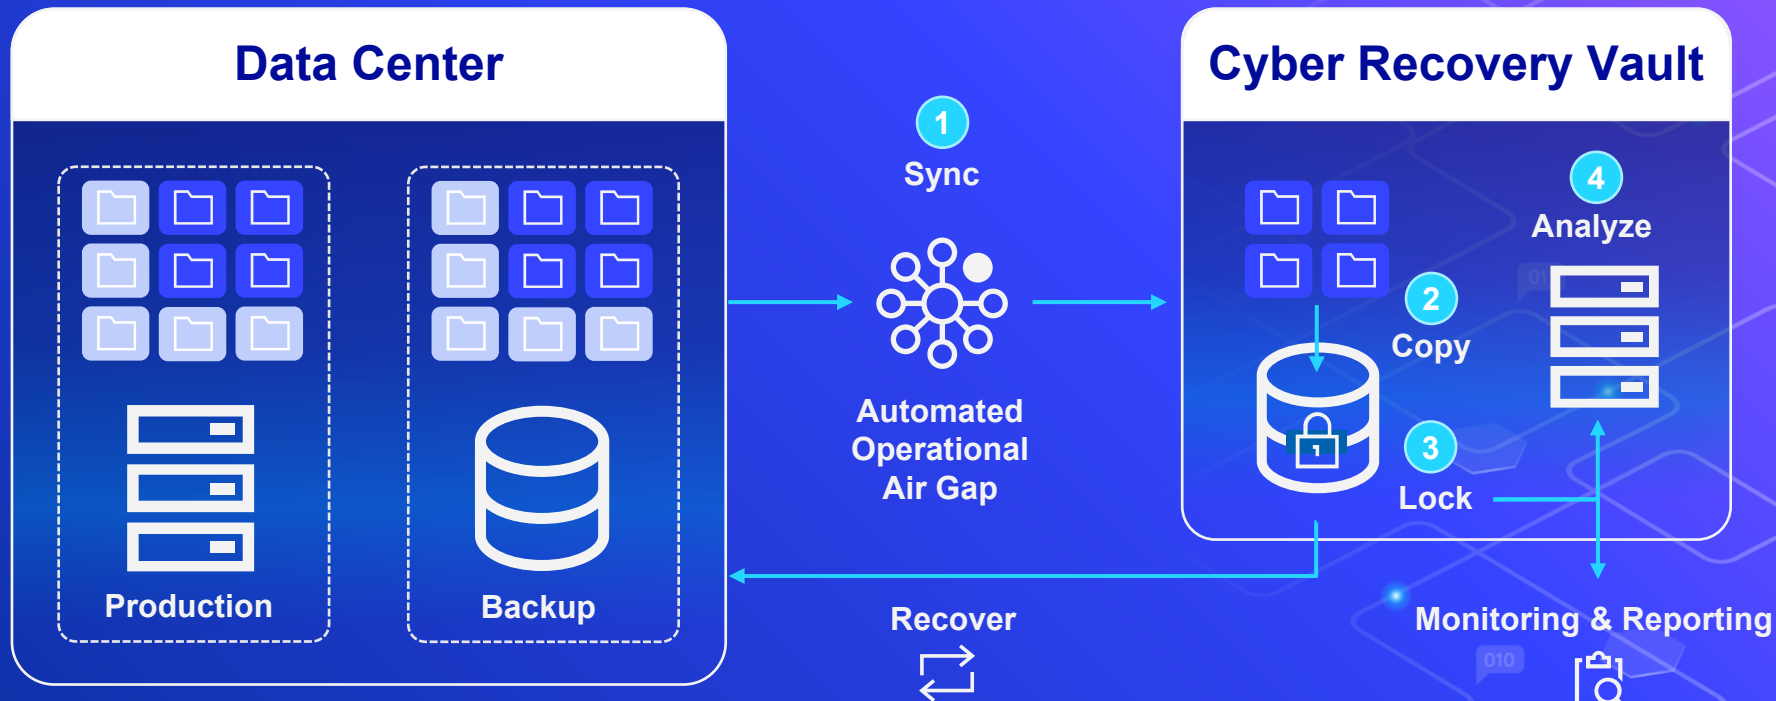 Data Center
Production
Backup
1
Sync
Automated
Operational
Air Gap
Recover
Cyber Recovery Vault
2
Copy
3
Lock
4
Analyze
01
Monitoring & Reporting
010